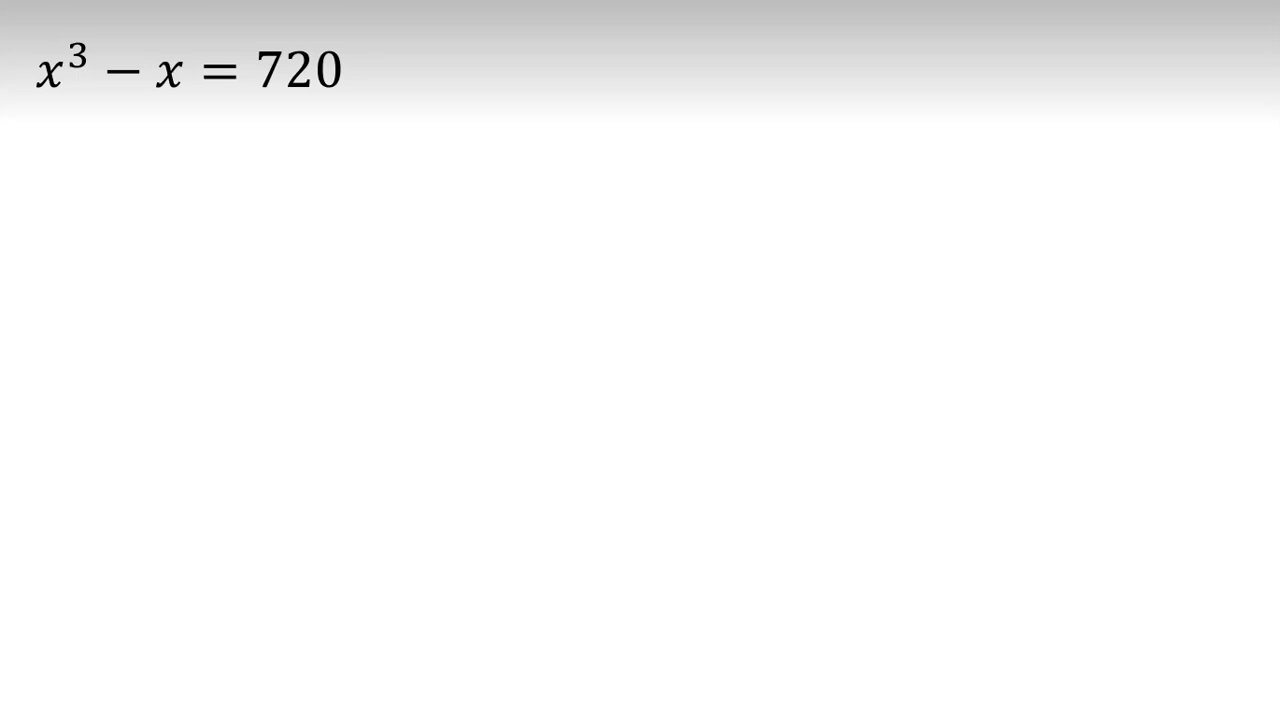 x³ − x = 720